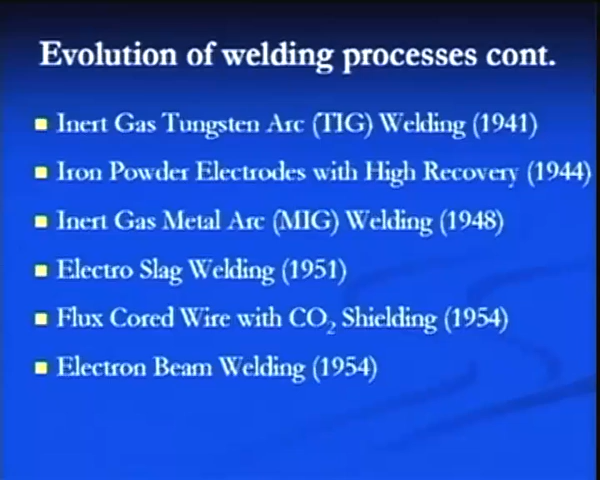 Evolution of welding processes cont.
Inert Gas Tungsten Arc (TIG) Welding (1941)
Iron Powder Electrodes with High Recovery (1944)
Inert Gas Metal Arc (MIG) Welding (1948)
Electro Slag Welding (1951)
Flux Cored Wire with CO₂ Shielding (1954)
Electron Beam Welding (1954)